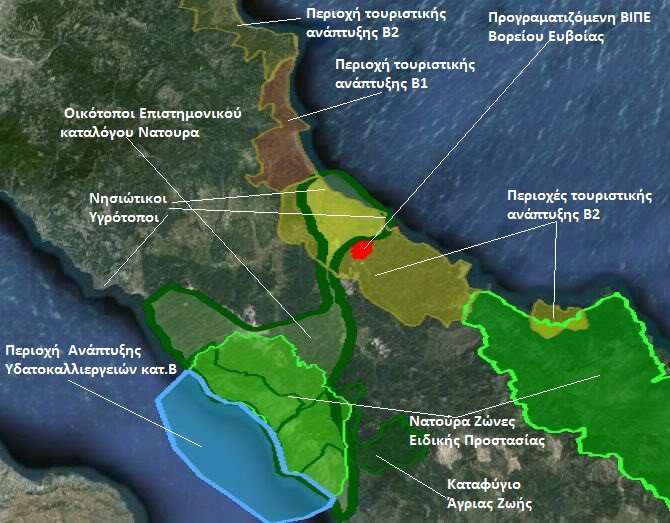 Περιοχή τουριστικής
ανάπτυξης Β2
Προγραματιζόμενη ΒΙΠΕ
Βορείου Ευβοίας
Περιοχή τουριστικής
ανάπτυξης Β1
Οικότοποι Επιστημονικού
καταλόγου Νατουρα
Νησιώτικοι
Υγρότοποι
Περιοχές τουριστικής
ανάπτυξης Β2
Περιοχή Ανάπτυξης
Υδατοκαλλιεργειών κατ.Β
Νατούρα Ζώνες
Ειδικής Προστασίας
Καταφύγιο
Άγριας Ζωής